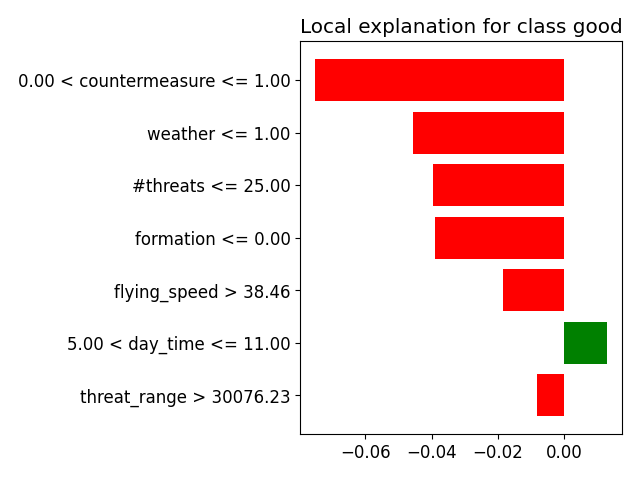 Local explanation for class good
0.00 < countermeasure <= 1.00
weather <= 1.00
#threats <= 25.00
formation <= 0.00
flying_speed > 38.46
5.00 < day_time <= 11.00
threat_range > 30076.23
−0.06 −0.04 −0.02 0.00